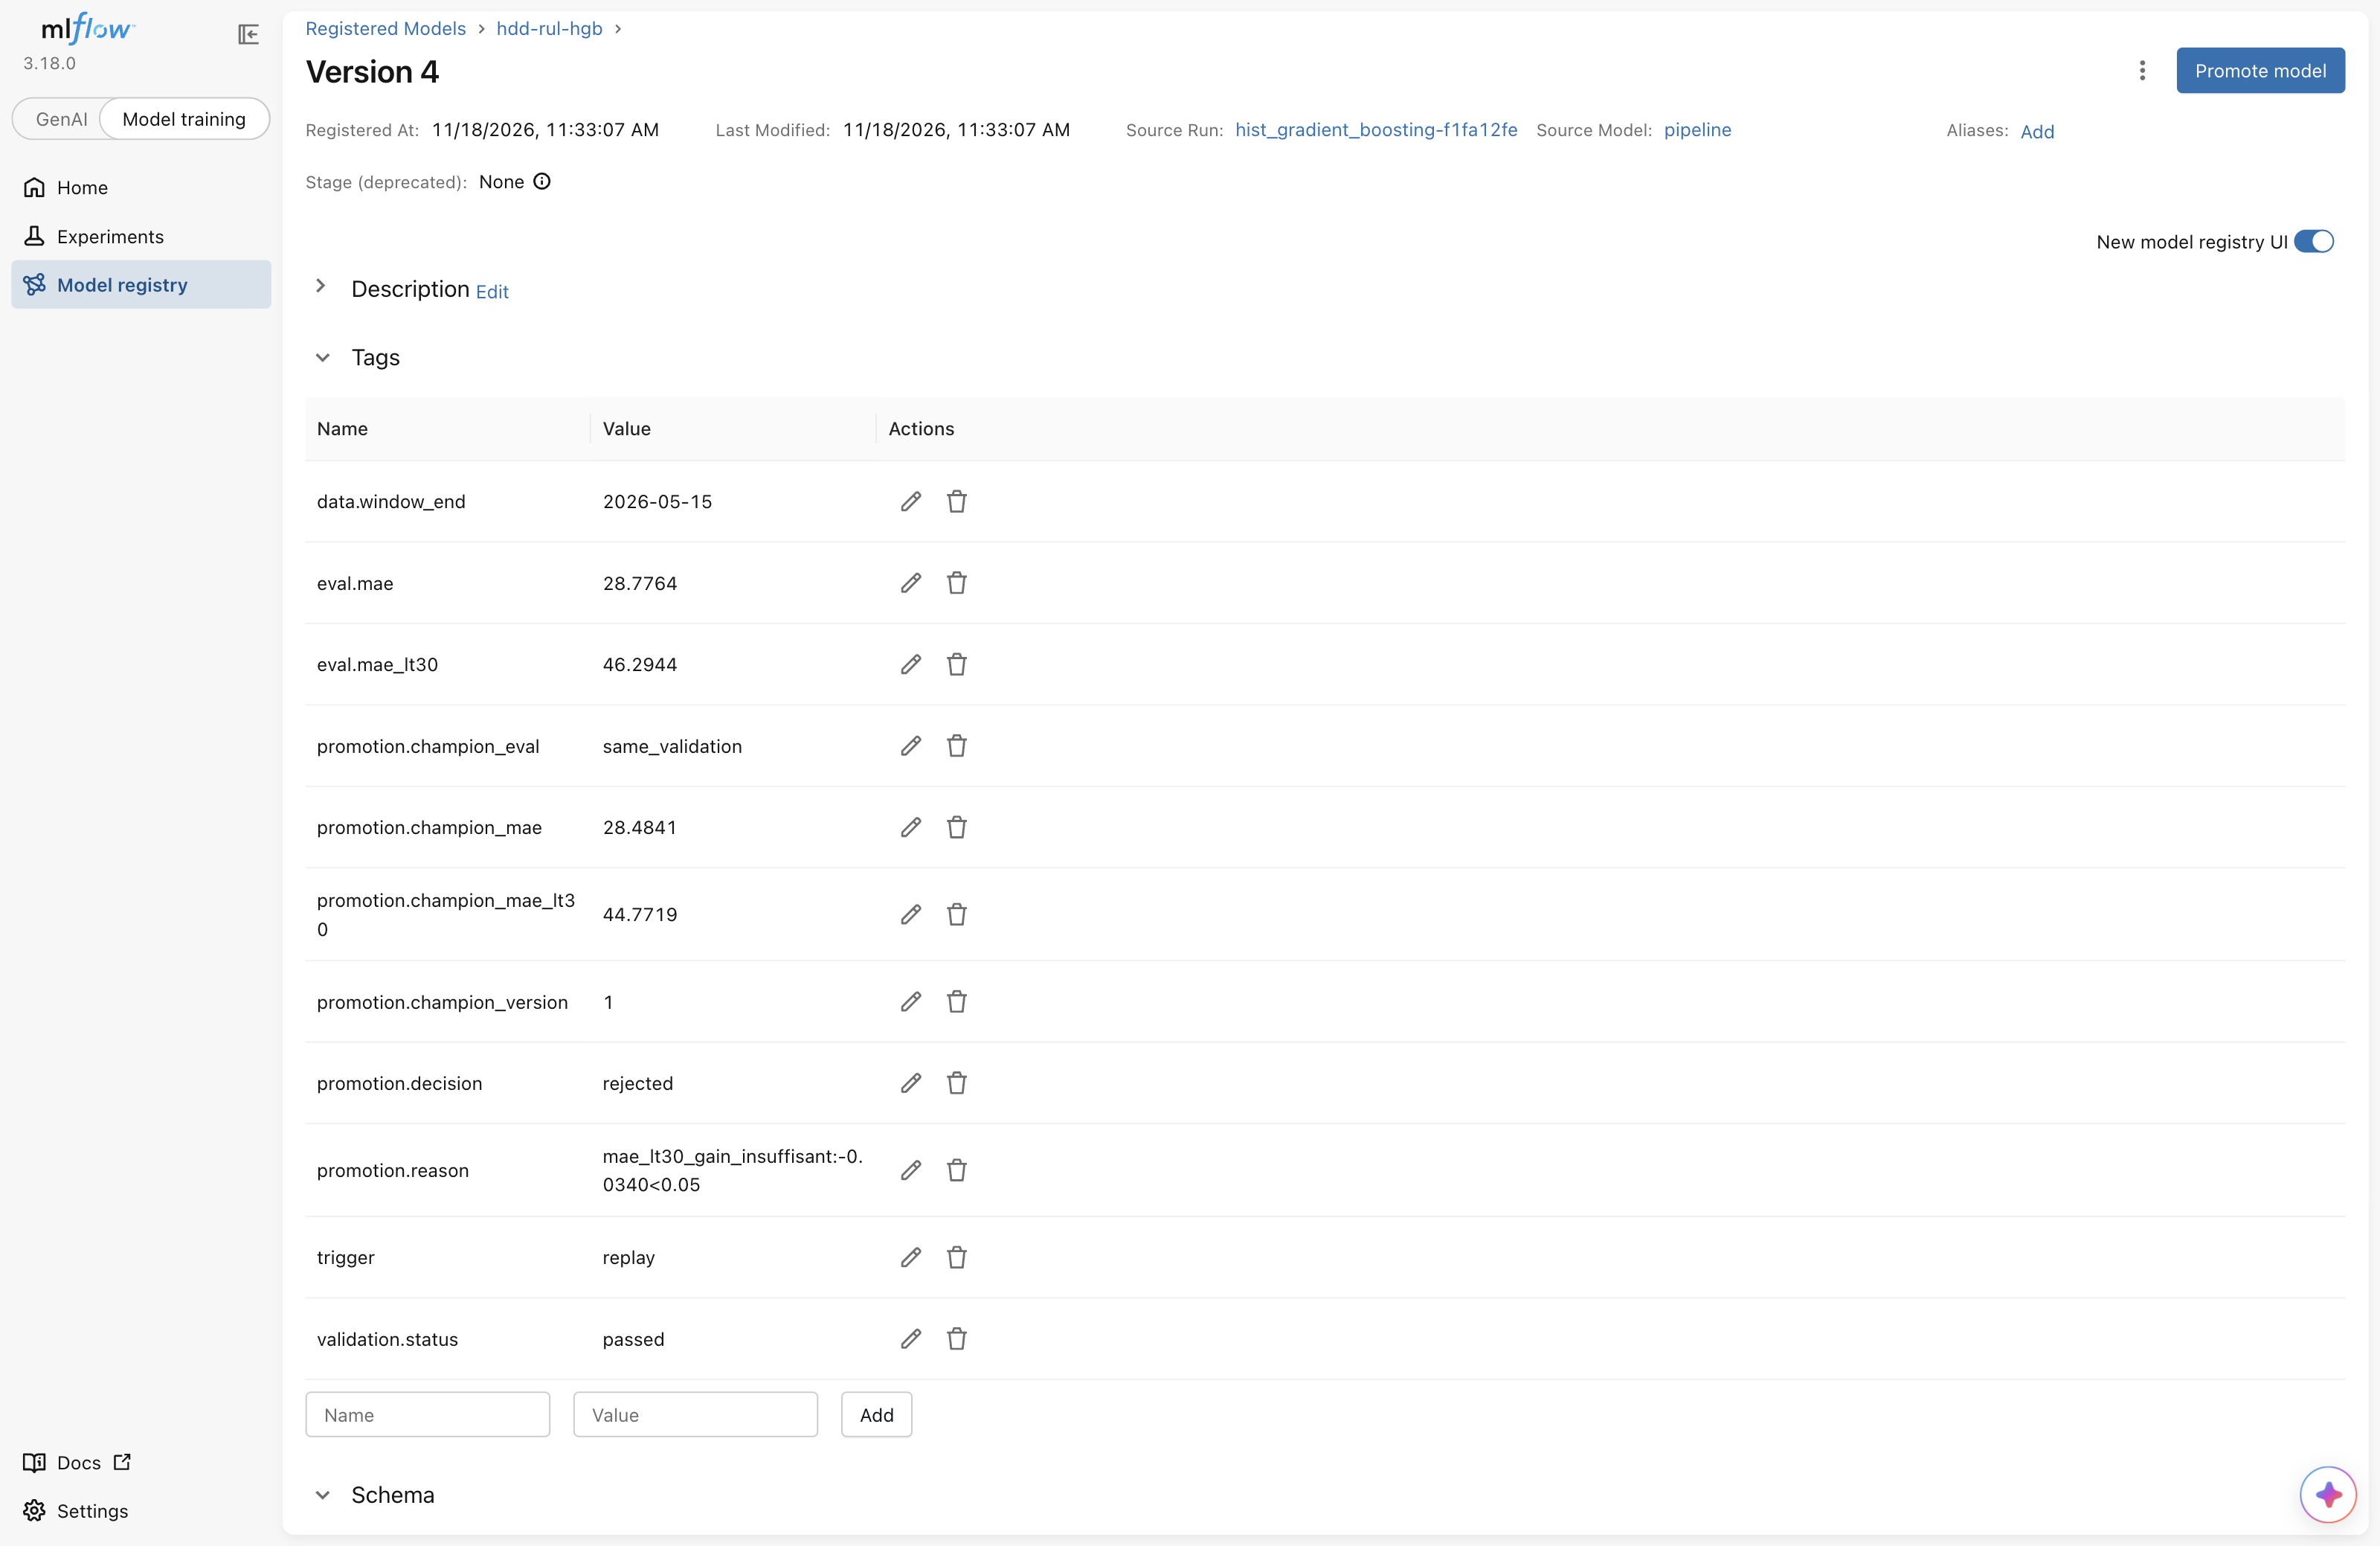 mlflow
3.18.0
GenAI
Model training
Home
Experiments
Model registry
Docs
Settings
Registered Models > hdd-rul-hgb >
Version 4
Promote model
Registered At: 11/18/2026, 11:33:07 AM
Last Modified: 11/18/2026, 11:33:07 AM
Source Run: hist_gradient_boosting-f1fa12fe
Source Model: pipeline
Aliases: Add
Stage (deprecated): None
New model registry UI
Description Edit
Tags
Name Value Actions
data.window_end 2026-05-15
eval.mae 28.7764
eval.mae_lt30 46.2944
promotion.champion_eval same_validation
promotion.champion_mae 28.4841
promotion.champion_mae_lt3
0
44.7719
promotion.champion_version 1
promotion.decision rejected
promotion.reason
mae_lt30_gain_insuffisant:-0.
0340<0.05
trigger replay
validation.status passed
Name Value Add
Schema